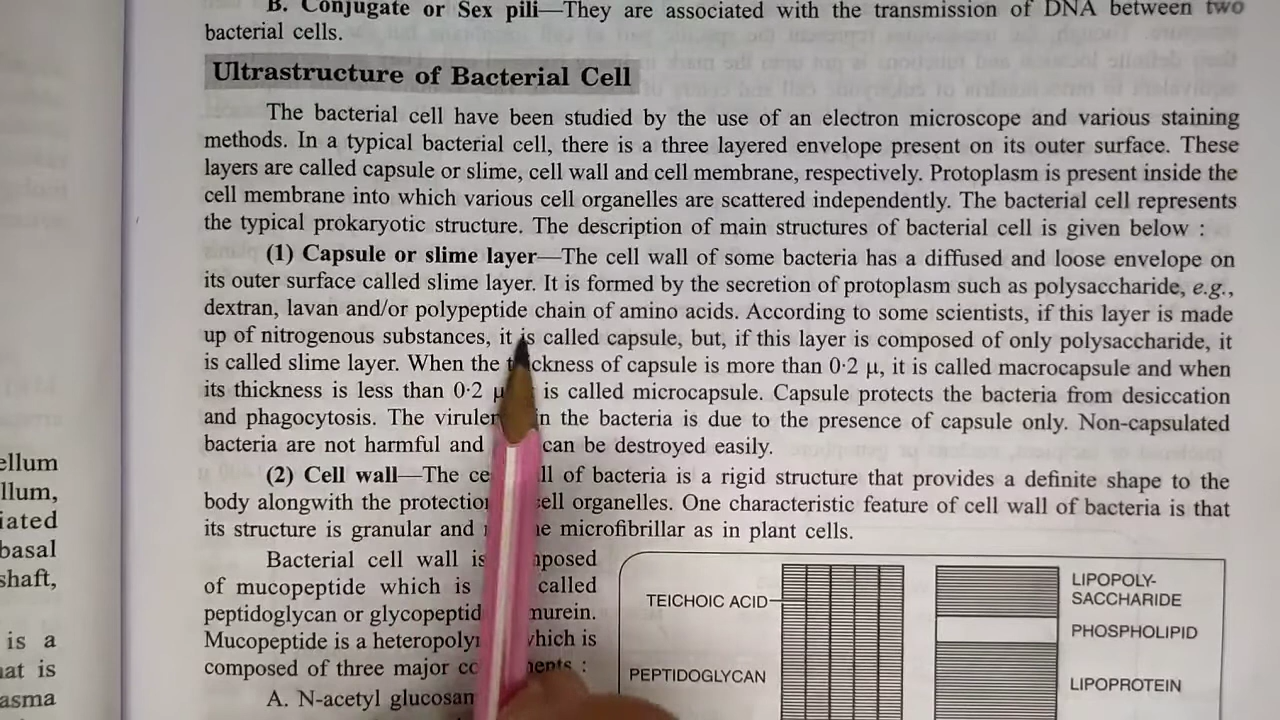 B. Conjugate or Sex pili—They are associated with the transmission of DNA between two
bacterial cells.
Ultrastructure of Bacterial Cell
The bacterial cell have been studied by the use of an electron microscope and various staining
methods. In a typical bacterial cell, there is a three layered envelope present on its outer surface. These
layers are called capsule or slime, cell wall and cell membrane, respectively. Protoplasm is present inside the
cell membrane into which various cell organelles are scattered independently. The bacterial cell represents
the typical prokaryotic structure. The description of main structures of bacterial cell is given below :
(1) Capsule or slime layer—The cell wall of some bacteria has a diffused and loose envelope on
its outer surface called slime layer. It is formed by the secretion of protoplasm such as polysaccharide, e.g.,
dextran, lavan and/or polypeptide chain of amino acids. According to some scientists, if this layer is made
up of nitrogenous substances, it is called capsule, but, if this layer is composed of only polysaccharide, it
is called slime layer. When the thickness of capsule is more than 0·2 μ, it is called macrocapsule and when
its thickness is less than 0·2 μ is called microcapsule. Capsule protects the bacteria from desiccation
and phagocytosis. The in the bacteria is due to the presence of capsule only. Non-capsulated
bacteria are not harmful and can be destroyed easily.
(2) Cell wall—The of bacteria is a rigid structure that provides a definite shape to the
body alongwith the protection cell organelles. One characteristic feature of cell wall of bacteria is that
its structure is granular and microfibrillar as in plant cells.
Bacterial cell wall is composed
of mucopeptide which is called
peptidoglycan or murein.
Mucopeptide is a which is
composed of three major components :
A. N-acetyl
ellum
llum,
iated
basal
shaft,
is a
at is
asma
TEICHOIC ACID
PEPTIDOGLYCAN
LIPOPOLY-
SACCHARIDE
PHOSPHOLIPID
LIPOPROTEIN